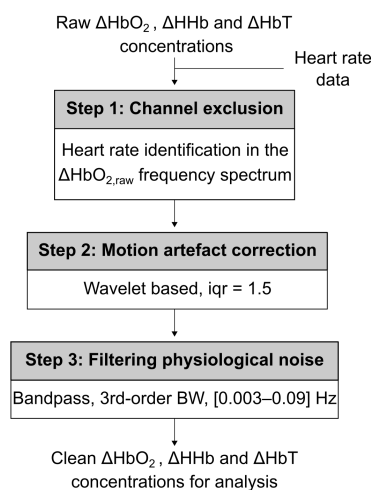 Raw ΔHbO₂ , ΔHHb and ΔHbT
concentrations
Heart rate
data
Step 1: Channel exclusion
Heart rate identification in the
ΔHbO₂,raw frequency spectrum
Step 2: Motion artefact correction
Wavelet based, iqr = 1.5
Step 3: Filtering physiological noise
Bandpass, 3rd-order BW, [0.003–0.09] Hz
Clean ΔHbO₂ , ΔHHb and ΔHbT
concentrations for analysis